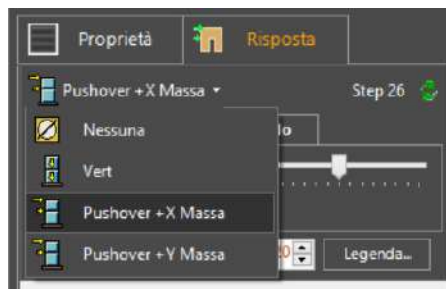 Proprietà Risposta
Pushover +X Massa Step 26
Nessuna
Vert
Pushover +X Massa
Pushover +Y Massa Legenda...